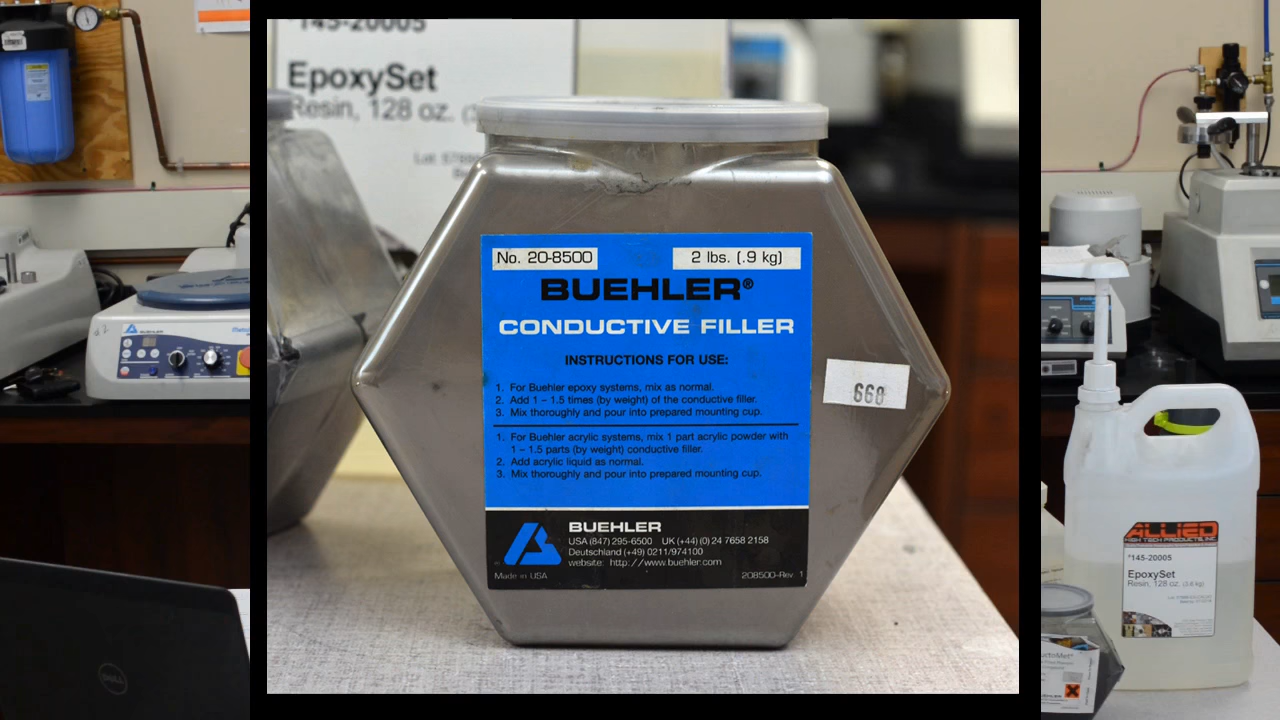 145-20005
EpoxySet
Resin, 128 oz.
No. 20-8500
2 lbs. (.9 kg)
BUEHLER®
CONDUCTIVE FILLER
INSTRUCTIONS FOR USE:
1. For Buehler epoxy systems, mix as normal.
2. Add 1 – 1.5 times (by weight) of the conductive filler.
3. Mix thoroughly and pour into prepared mounting cup.
1. For Buehler acrylic systems, mix 1 part acrylic powder with
1 – 1.5 parts (by weight) conductive filler.
2. Add acrylic liquid as normal.
3. Mix thoroughly and pour into prepared mounting cup.
BUEHLER
USA (847) 295-6500 UK (+44) (0) 24 7658 2158
Deutschland (+49) 0211/974100
website: http://www.buehler.com
Made in USA
208500-Rev. 1
668
BUEHLER
DELL
ALLIED
HIGH TECH PRODUCTS, INC.
*145-20005
EpoxySet
Resin, 128 oz. (3.6 kg)